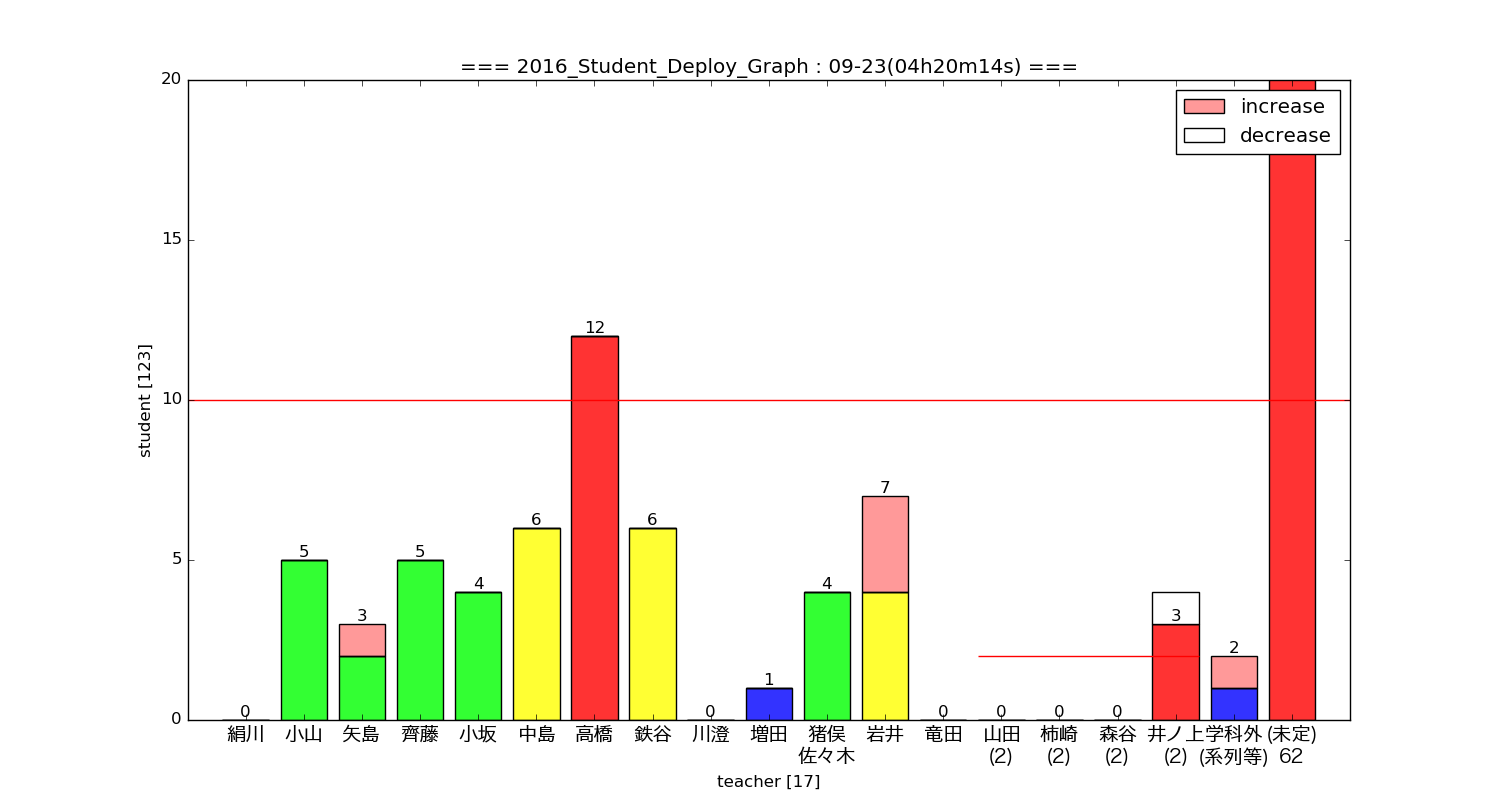 === 2016_Student_Deploy_Graph : 09-23(04h20m14s) ===
increase
decrease
student [123]
20
15
10
5
0
0
5
3
5
4
6
12
6
0
1
4
7
0
0
0
0
3
2
絹川
小山
矢島
齊藤
小坂
中島
高橋
鉄谷
川澄
増田
猪俣
佐々木
岩井
竜田
山田
(2)
柿崎
(2)
森谷
(2)
井ノ上
(2)
学科外
(系列等)
(未定)
62
teacher [17]